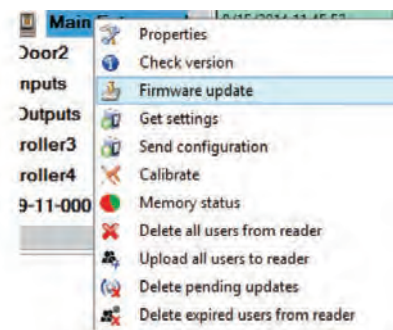 Main
Door2
nputs
Outputs
roller3
roller4
9-11-000
Properties
Check version
Firmware update
Get settings
Send configuration
Calibrate
Memory status
Delete all users from reader
Upload all users to reader
Delete pending updates
Delete expired users from reader